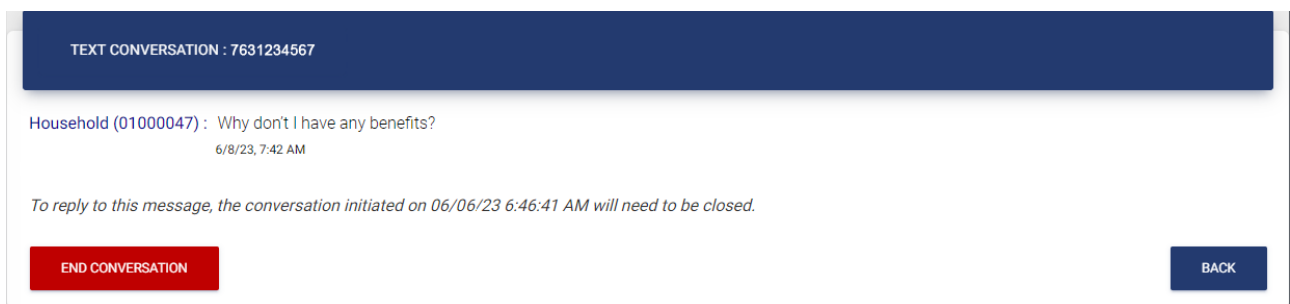 TEXT CONVERSATION : 7631234567
Household (01000047) : Why don't I have any benefits?
6/8/23, 7:42 AM
To reply to this message, the conversation initiated on 06/06/23 6:46:41 AM will need to be closed.
END CONVERSATION
BACK